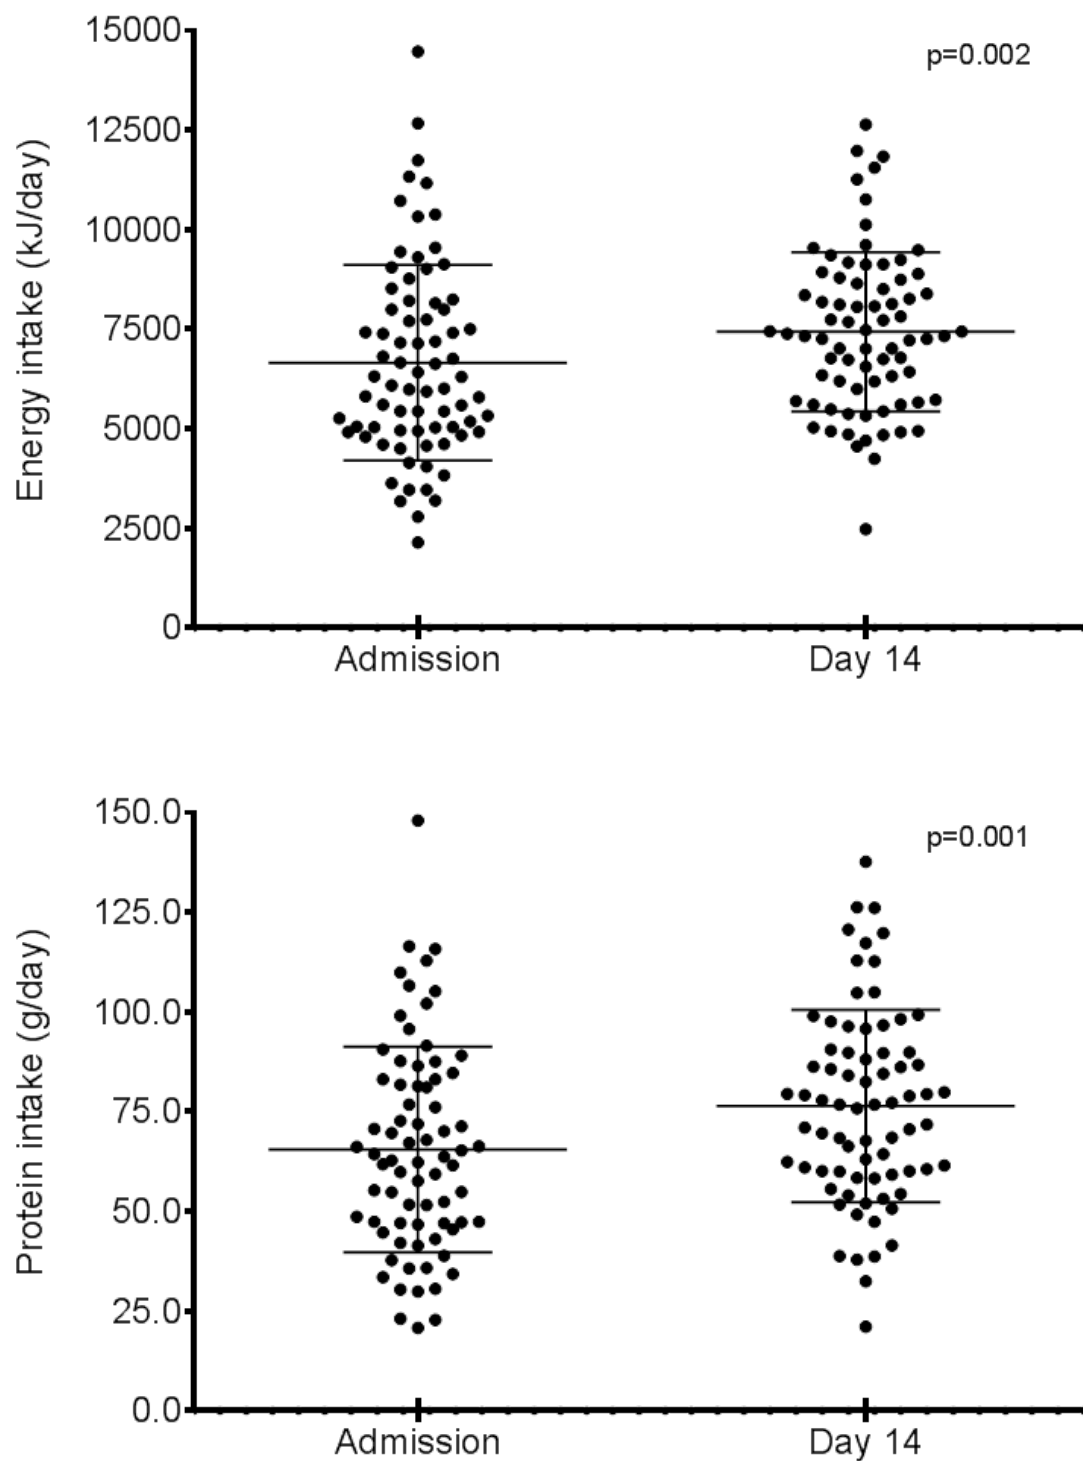 15000
p=0.002
12500
10000
7500
5000
2500
0
Energy intake (kJ/day)
Admission
Day 14
150.0
p=0.001
125.0
100.0
75.0
50.0
25.0
0.0
Protein intake (g/day)
Admission
Day 14